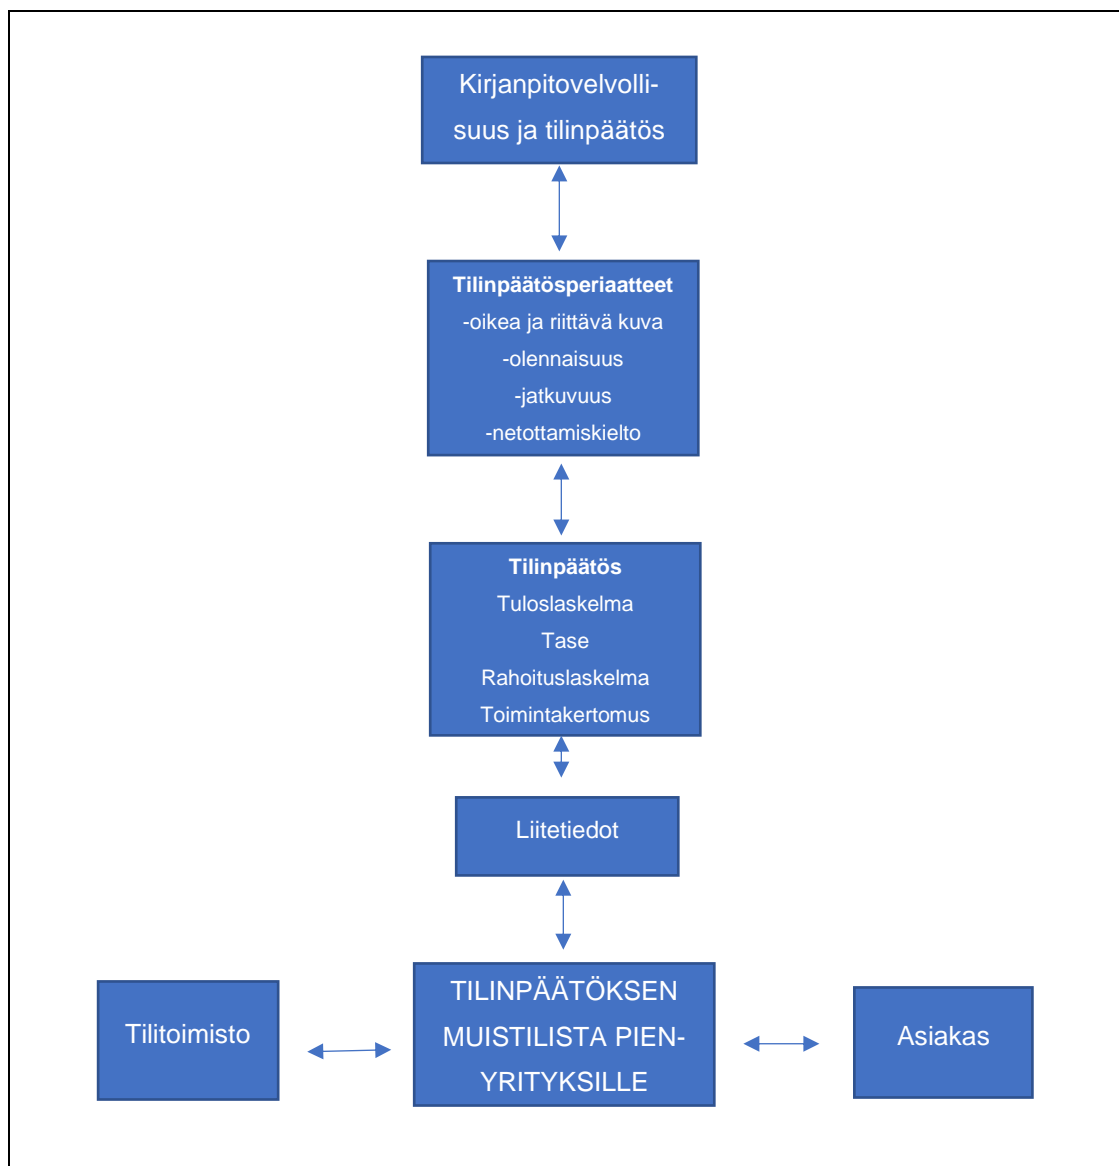 Kirjanpitovelvolli-
suus ja tilinpäätös
Tilinpäätösperiaatteet
-oikea ja riittävä kuva
-olennaisuus
-jatkuvuus
-netottamiskielto
Tilinpäätös
Tuloslaskelma
Tase
Rahoituslaskelma
Toimintakertomus
Liitetiedot
Tilitoimisto
TILINPÄÄTÖKSEN
MUISTILISTA PIEN-
YRITYKSILLE
Asiakas